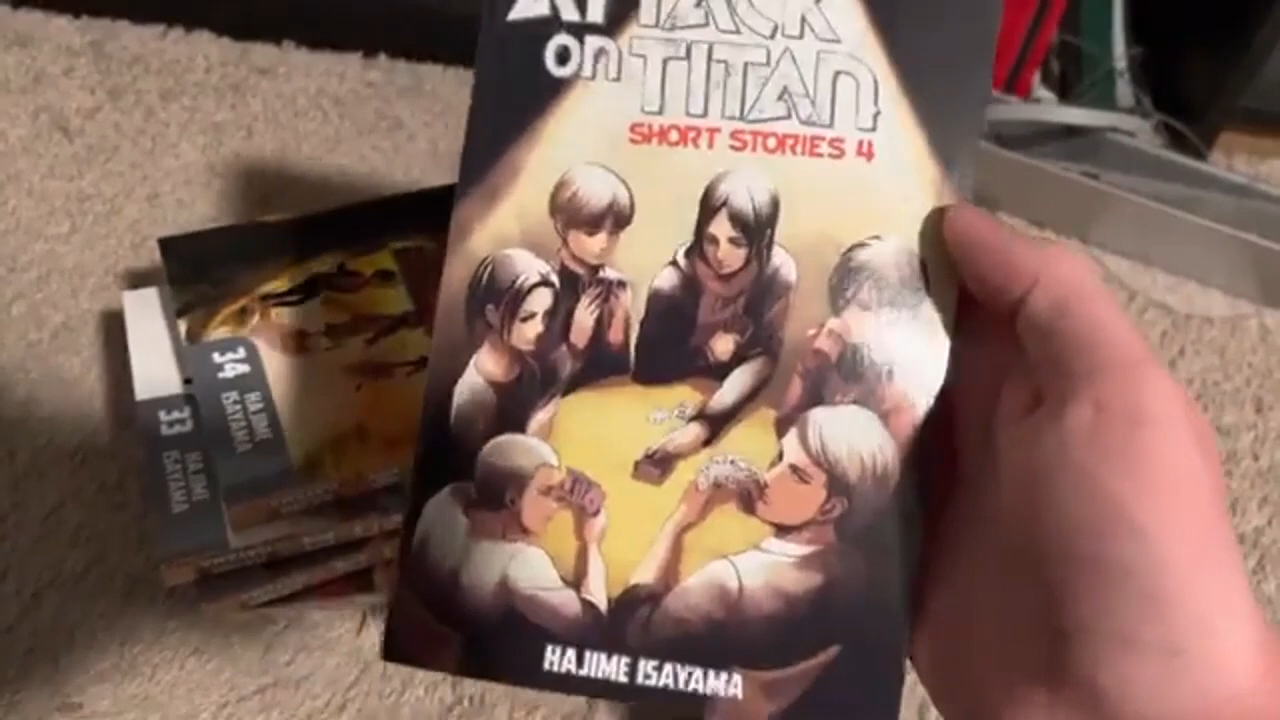 ATTACK
on TITAN
SHORT STORIES 4
HAJIME ISAYAMA
34
HAJIME
ISAYAMA
33
HAJIME
ISAYAMA